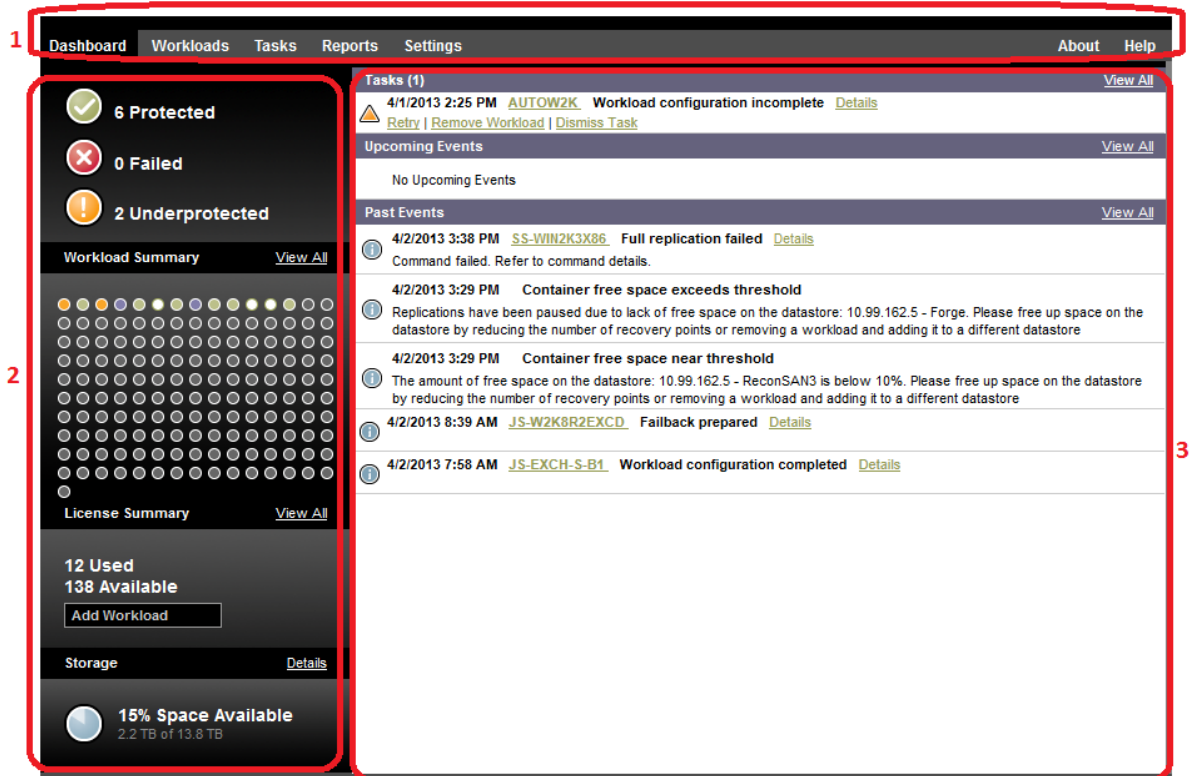 1
Dashboard Workloads Tasks Reports Settings About Help
2
6 Protected
0 Failed
2 Underprotected
Workload Summary View All
License Summary View All
12 Used
138 Available
Add Workload
Storage Details
15% Space Available
2.2 TB of 13.8 TB
3
Tasks (1) View All
4/1/2013 2:25 PM AUTOW2K Workload configuration incomplete Details
Retry | Remove Workload | Dismiss Task
Upcoming Events View All
No Upcoming Events
Past Events View All
4/2/2013 3:38 PM SS-WIN2K3X86 Full replication failed Details
Command failed. Refer to command details.
4/2/2013 3:29 PM Container free space exceeds threshold
Replications have been paused due to lack of free space on the datastore: 10.99.162.5 - Forge. Please free up space on the
datastore by reducing the number of recovery points or removing a workload and adding it to a different datastore
4/2/2013 3:29 PM Container free space near threshold
The amount of free space on the datastore: 10.99.162.5 - ReconSAN3 is below 10%. Please free up space on the datastore
by reducing the number of recovery points or removing a workload and adding it to a different datastore
4/2/2013 8:39 AM JS-W2K8R2EXCD Failback prepared Details
4/2/2013 7:58 AM JS-EXCH-S-B1 Workload configuration completed Details